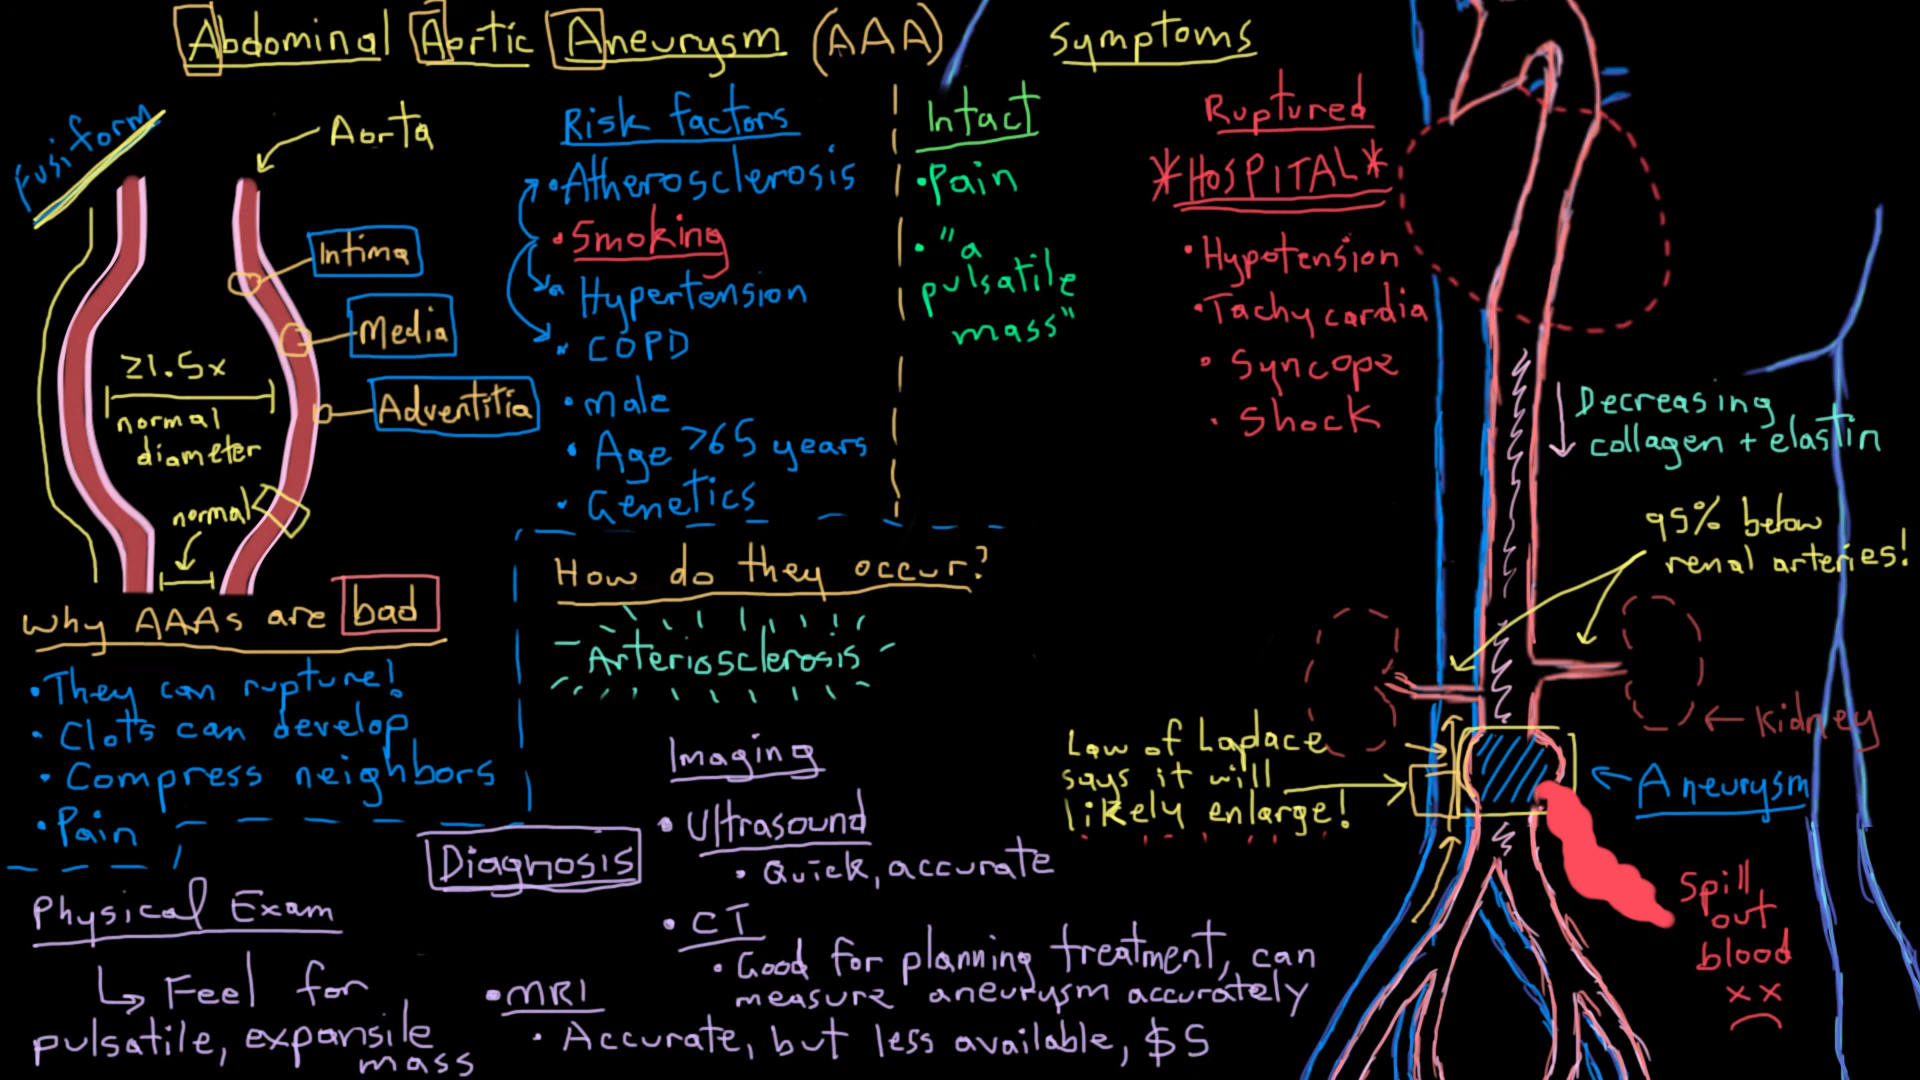 Abdominal Aortic Aneurysm (AAA)
Symptoms
Fusiform
Aorta
Intima
Media
Adventitia
≥1.5x
normal
diameter
normal
Risk factors
• Atherosclerosis
• Smoking
• Hypertension
• COPD
• Male
• Age >65 years
• Genetics
Intact
• Pain
• "a
pulsatile
mass"
Ruptured
*HOSPITAL*
• Hypotension
• Tachycardia
• Syncope
• Shock
Decreasing
collagen + elastin
95% below
renal arteries!
Why AAAs are bad
• They can rupture!
• Clots can develop
• Compress neighbors
• Pain
How do they occur?
Arteriosclerosis
Law of Laplace
says it will
likely enlarge!
← Kidney
← Aneurysm
Spill
out
blood
x x
Diagnosis
Physical Exam
↳ Feel for
pulsatile, expansile
mass
Imaging
• Ultrasound
• Quick, accurate
• CT
• Good for planning treatment, can
measure aneurysm accurately
• MRI
• Accurate, but less available, $$